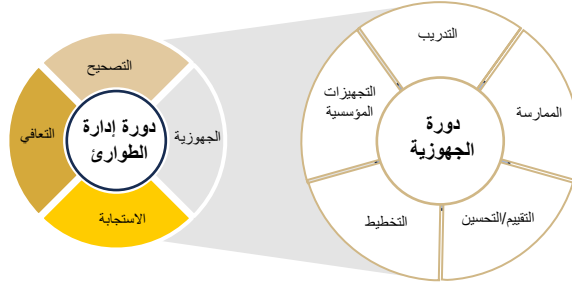 التدريب
الممارسة
التقييم/التحسين
التخطيط
التجهيزات
المؤسسية
دورة
الجهوزية
التصحيح
الجهوزية
الاستجابة
التعافي
دورة إدارة
الطوارئ